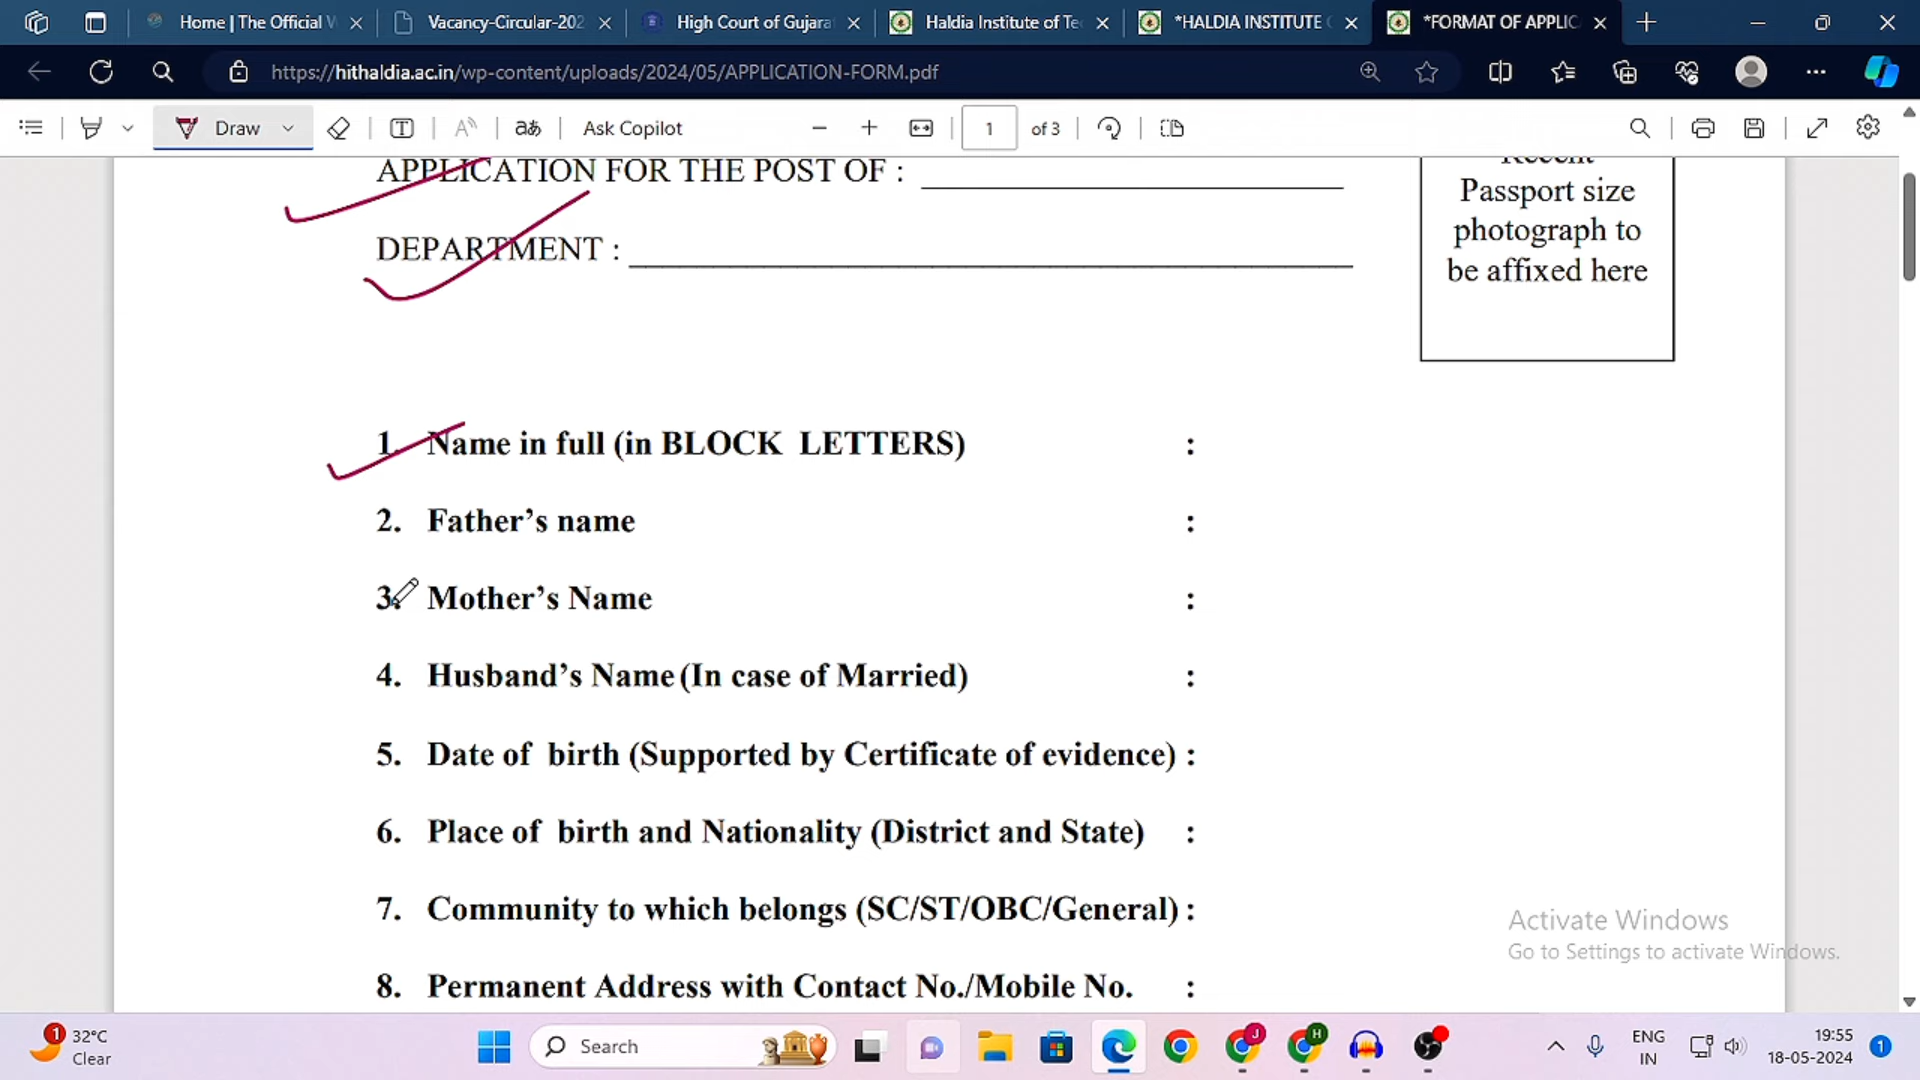 Home | The Official W
Vacancy-Circular-202
High Court of Gujara
Haldia Institute of Te
*HALDIA INSTITUTE O
*FORMAT OF APPLIC
https://hithaldia.ac.in/wp-content/uploads/2024/05/APPLICATION-FORM.pdf
Draw
Ask Copilot
1
of 3
APPLICATION FOR THE POST OF :
DEPARTMENT :
Recent
Passport size
photograph to
be affixed here
1. Name in full (in BLOCK LETTERS) :
2. Father’s name :
3. Mother’s Name :
4. Husband’s Name (In case of Married) :
5. Date of birth (Supported by Certificate of evidence) :
6. Place of birth and Nationality (District and State) :
7. Community to which belongs (SC/ST/OBC/General) :
8. Permanent Address with Contact No./Mobile No. :
Activate Windows
Go to Settings to activate Windows.
1
32°C
Clear
Search
J
H
ENG
IN
19:55
18-05-2024
1